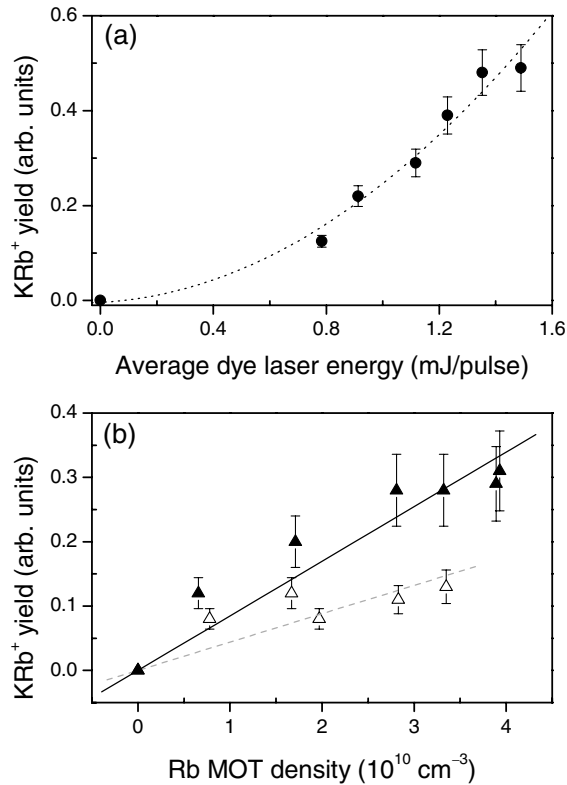 (a)
0.6
0.4
0.2
0.0
KRb⁺ yield (arb. units)
0.0 0.4 0.8 1.2 1.6
Average dye laser energy (mJ/pulse)
(b)
0.4
0.3
0.2
0.1
0.0
KRb⁺ yield (arb. units)
0 1 2 3 4
Rb MOT density (10¹⁰ cm⁻³)